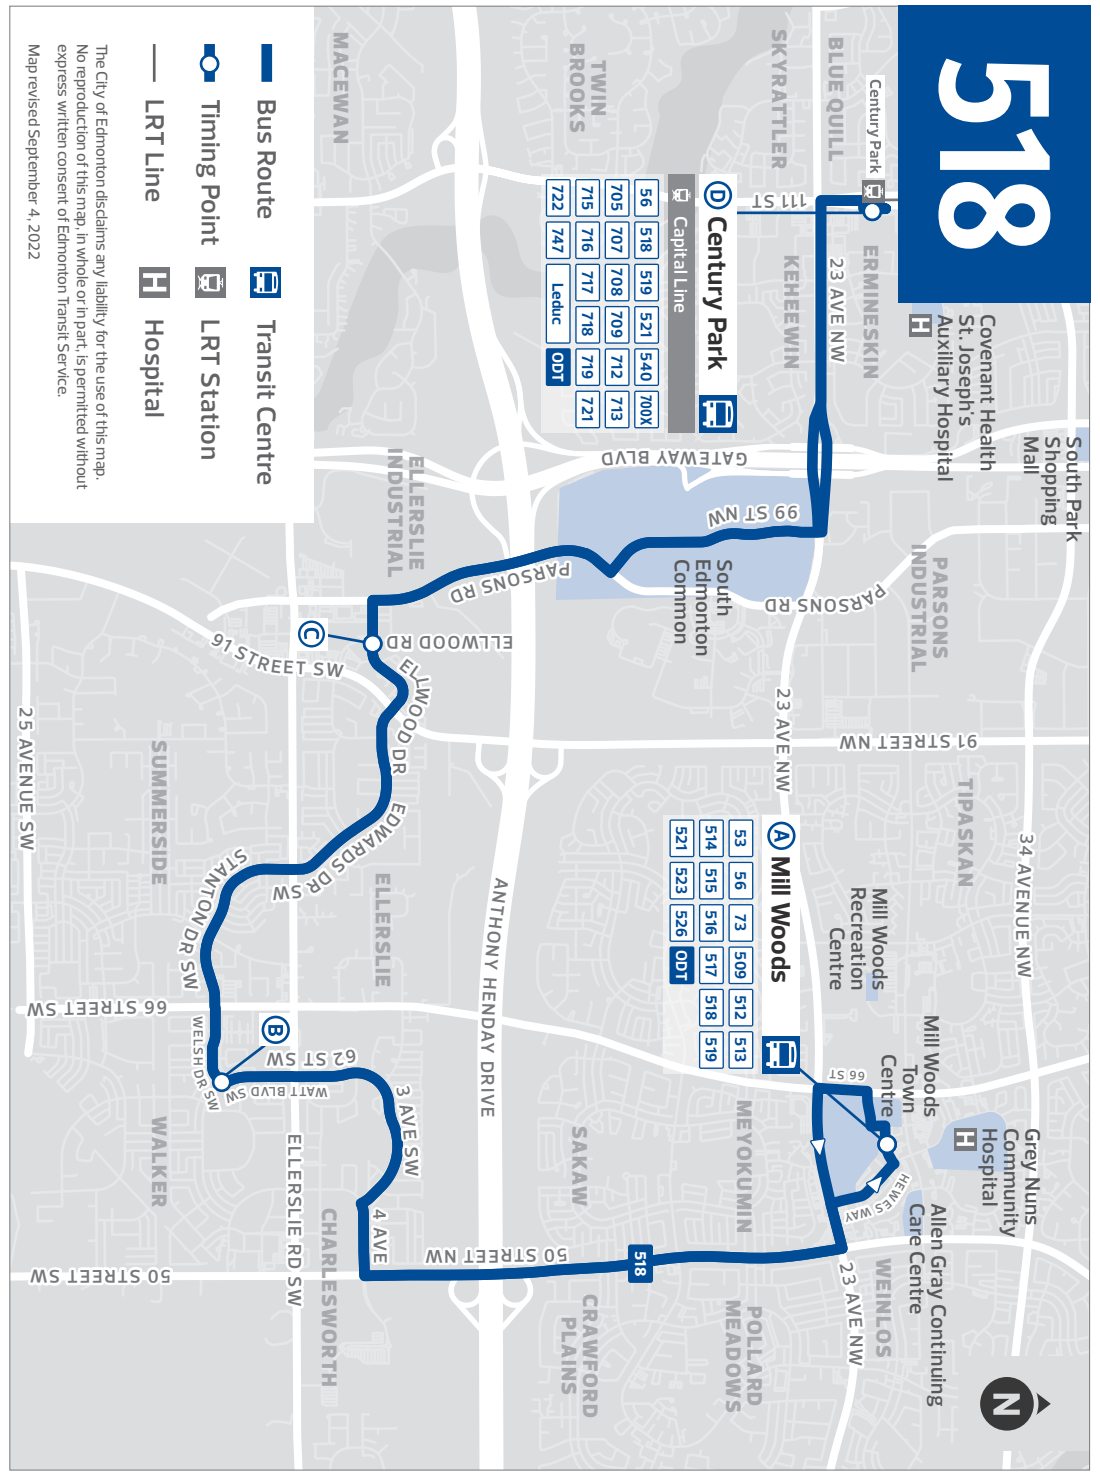 518
Century Park
BLUE QUILL
SKYRATTLER
TWIN
BROOKS
MACEWAN
ERMINESKIN
KEHEEWIN
111 ST
23 AVE NW
Covenant Health
St. Joseph's
Auxiliary Hospital
H
South Park
Shopping
Mall
D Century Park
Capital Line
56 518 519 521 540 700X
705 707 708 709 712 713
715 716 717 718 719 721
722 747 Leduc ODT
GATEWAY BLVD
99 ST NW
South
Edmonton
Common
PARSONS RD
PARSONS RD
PARSONS
INDUSTRIAL
ELLERSLIE
INDUSTRIAL
ELLWOOD RD
C
91 STREET SW
ELLWOOD DR
23 AVE NW
91 STREET NW
TIPASKAN
34 AVENUE NW
25 AVENUE SW
SUMMERSIDE
EDWARDS DR SW
STANTON DR SW
ELLERSLIE
ANTHONY HENDAY DRIVE
A Mill Woods
53 56 73 509 512 513
514 515 516 517 518 519
521 523 526 ODT
Mill Woods
Recreation
Centre
Mill Woods
Town
Centre
66 STREET SW
66 ST
WELSH DR SW
B
62 ST SW
WATT BLVD SW
3 AVE SW
4 AVE
WALKER
ELLERSLIE RD SW
CHARLESWORTH
50 STREET SW
50 STREET NW
518
SAKAW
MEYOKUMIN
CRAWFORD
PLAINS
POLLARD
MEADOWS
HEWES WAY
H
Grey Nuns
Community
Hospital
Allen Gray Continuing
Care Centre
WEINLOS
23 AVE NW
N
Bus Route
Transit Centre
Timing Point
LRT Station
LRT Line
H Hospital
The City of Edmonton disclaims any liability for the use of this map.
No reproduction of this map, in whole or in part, is permitted without
express written consent of Edmonton Transit Service.
Map revised September 4, 2022